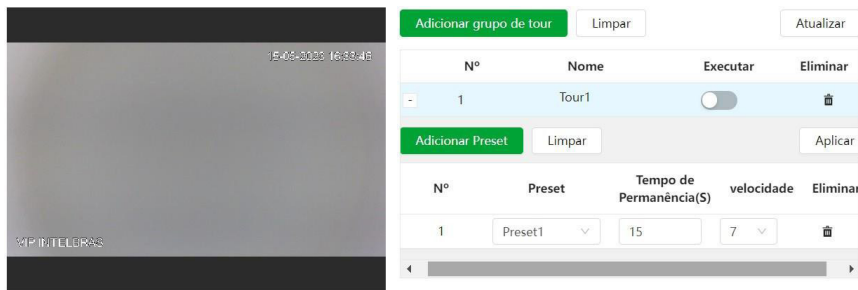 15-05-2023 16:33:46
VIP INTELBRAS
Adicionar grupo de tour Limpar Atualizar
Nº Nome Executar Eliminar
- 1 Tour1
Adicionar Preset Limpar Aplicar
Nº Preset Tempo de Permanência(S) velocidade Eliminar
1 Preset1 15 7